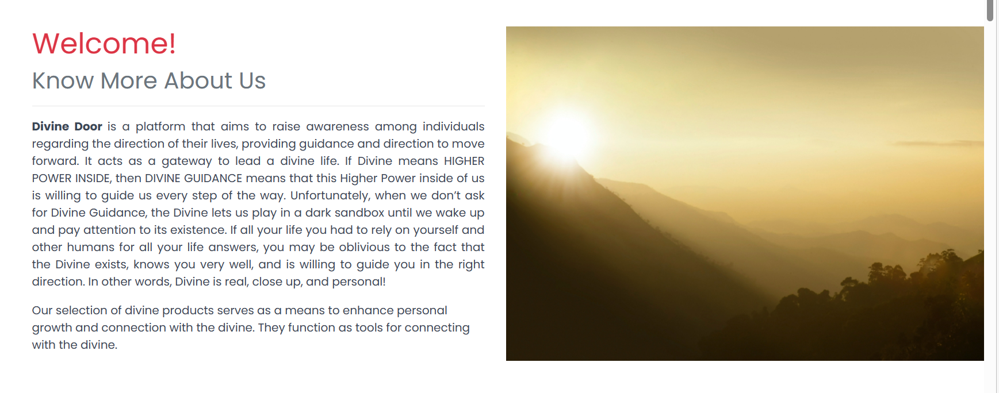 Welcome!
Know More About Us
Divine Door is a platform that aims to raise awareness among individuals
regarding the direction of their lives, providing guidance and direction to move
forward. It acts as a gateway to lead a divine life. If Divine means HIGHER
POWER INSIDE, then DIVINE GUIDANCE means that this Higher Power inside of us
is willing to guide us every step of the way. Unfortunately, when we don’t ask
for Divine Guidance, the Divine lets us play in a dark sandbox until we wake up
and pay attention to its existence. If all your life you had to rely on yourself and
other humans for all your life answers, you may be oblivious to the fact that
the Divine exists, knows you very well, and is willing to guide you in the right
direction. In other words, Divine is real, close up, and personal!
Our selection of divine products serves as a means to enhance personal
growth and connection with the divine. They function as tools for connecting
with the divine.